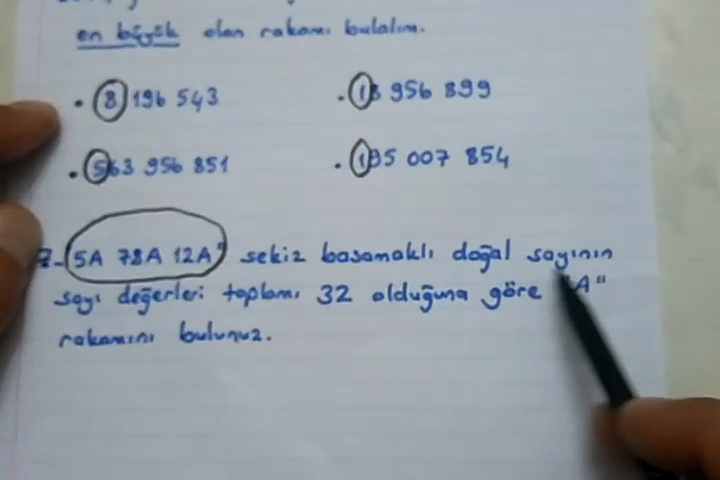 en büyük olan rakamı bulalım.
• 8 196 543 . 18 956 899
. 563 956 851 . 195 007 854
7- "5A 78A 12A" sekiz basamaklı doğal sayının
sayı değerleri toplamı 32 olduğuna göre "A"
rakamını bulunuz.